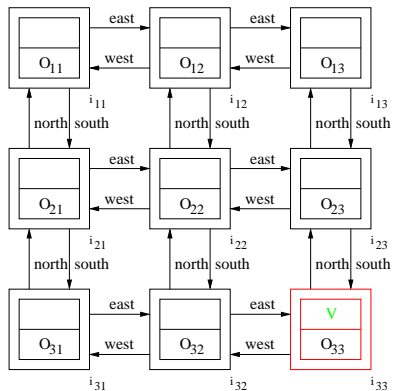 east east
O11 west O12 west O13
i11 i12 i13
north south north south north south
east east
O21 west O22 west O23
i21 i22 i23
north south north south north south
east east V
O31 west O32 west O33
i31 i32 i33